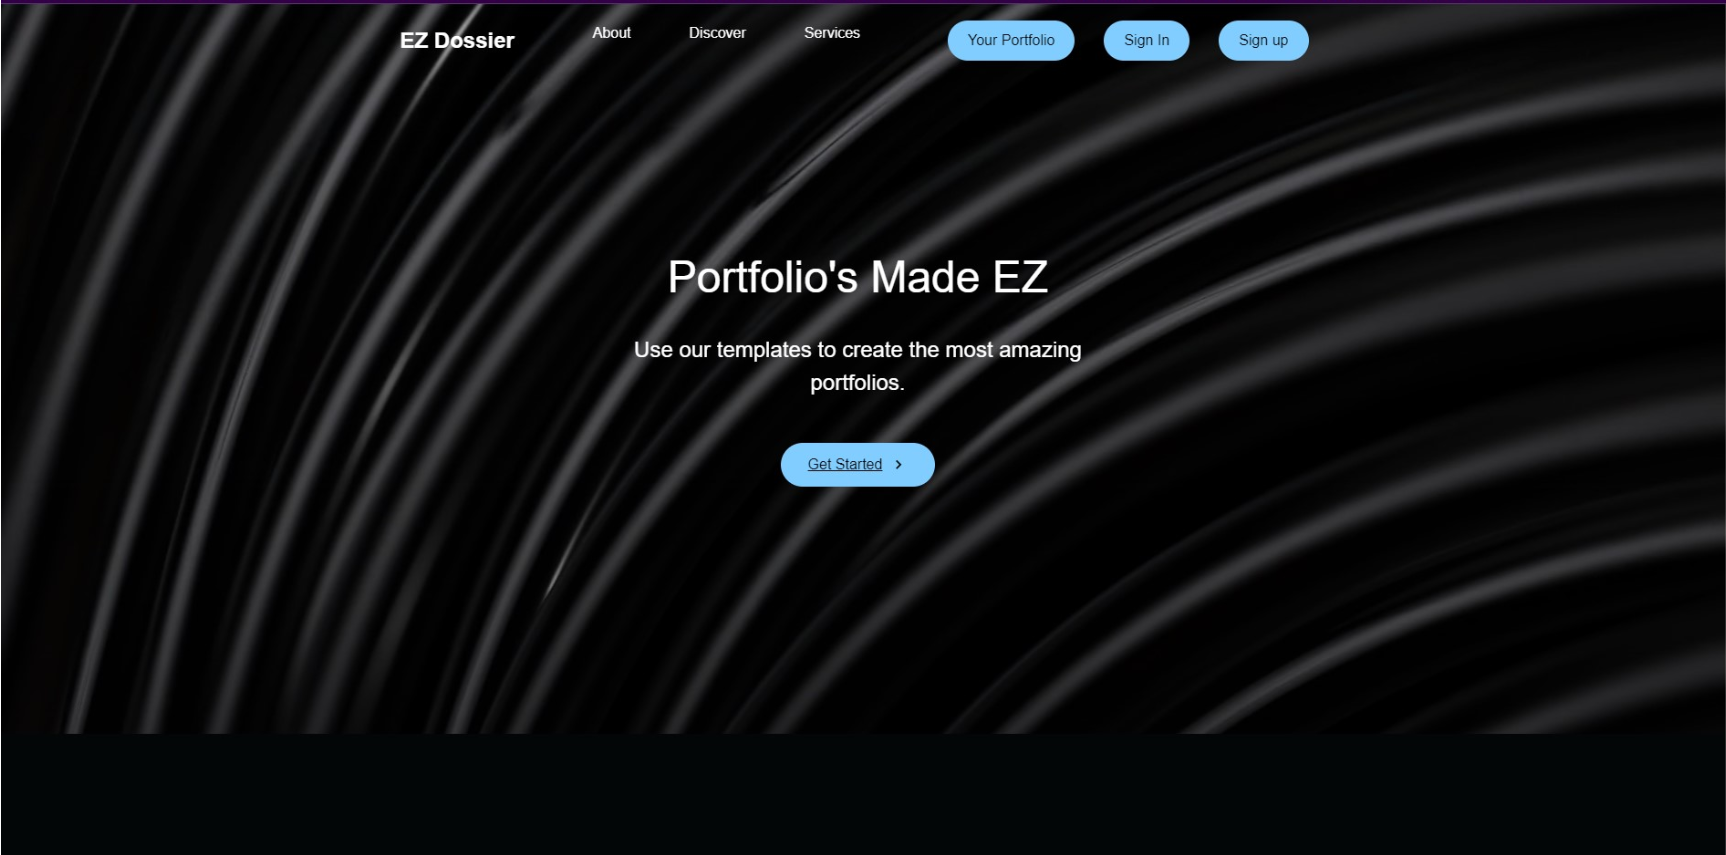 EZ Dossier
About
Discover
Services
Your Portfolio
Sign In
Sign up
Portfolio's Made EZ
Use our templates to create the most amazing
portfolios.
Get Started